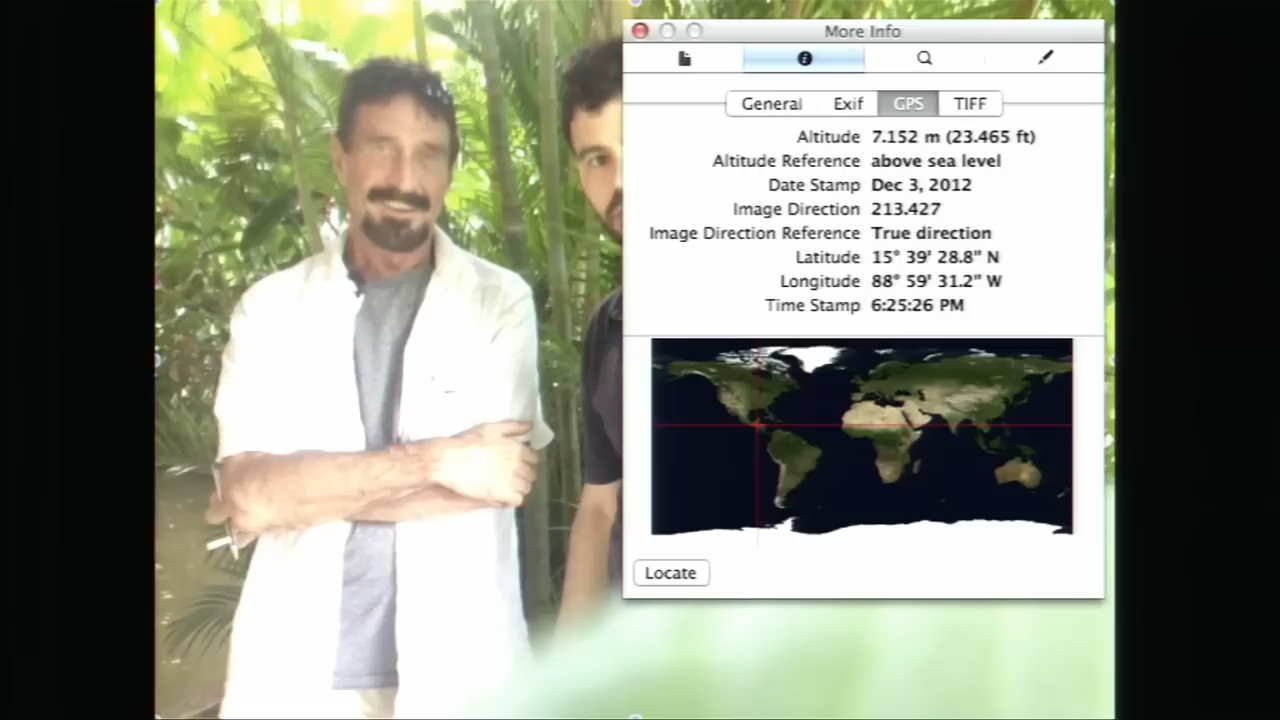 More Info
General Exif GPS TIFF
Altitude 7.152 m (23.465 ft)
Altitude Reference above sea level
Date Stamp Dec 3, 2012
Image Direction 213.427
Image Direction Reference True direction
Latitude 15° 39' 28.8" N
Longitude 88° 59' 31.2" W
Time Stamp 6:25:26 PM
Locate